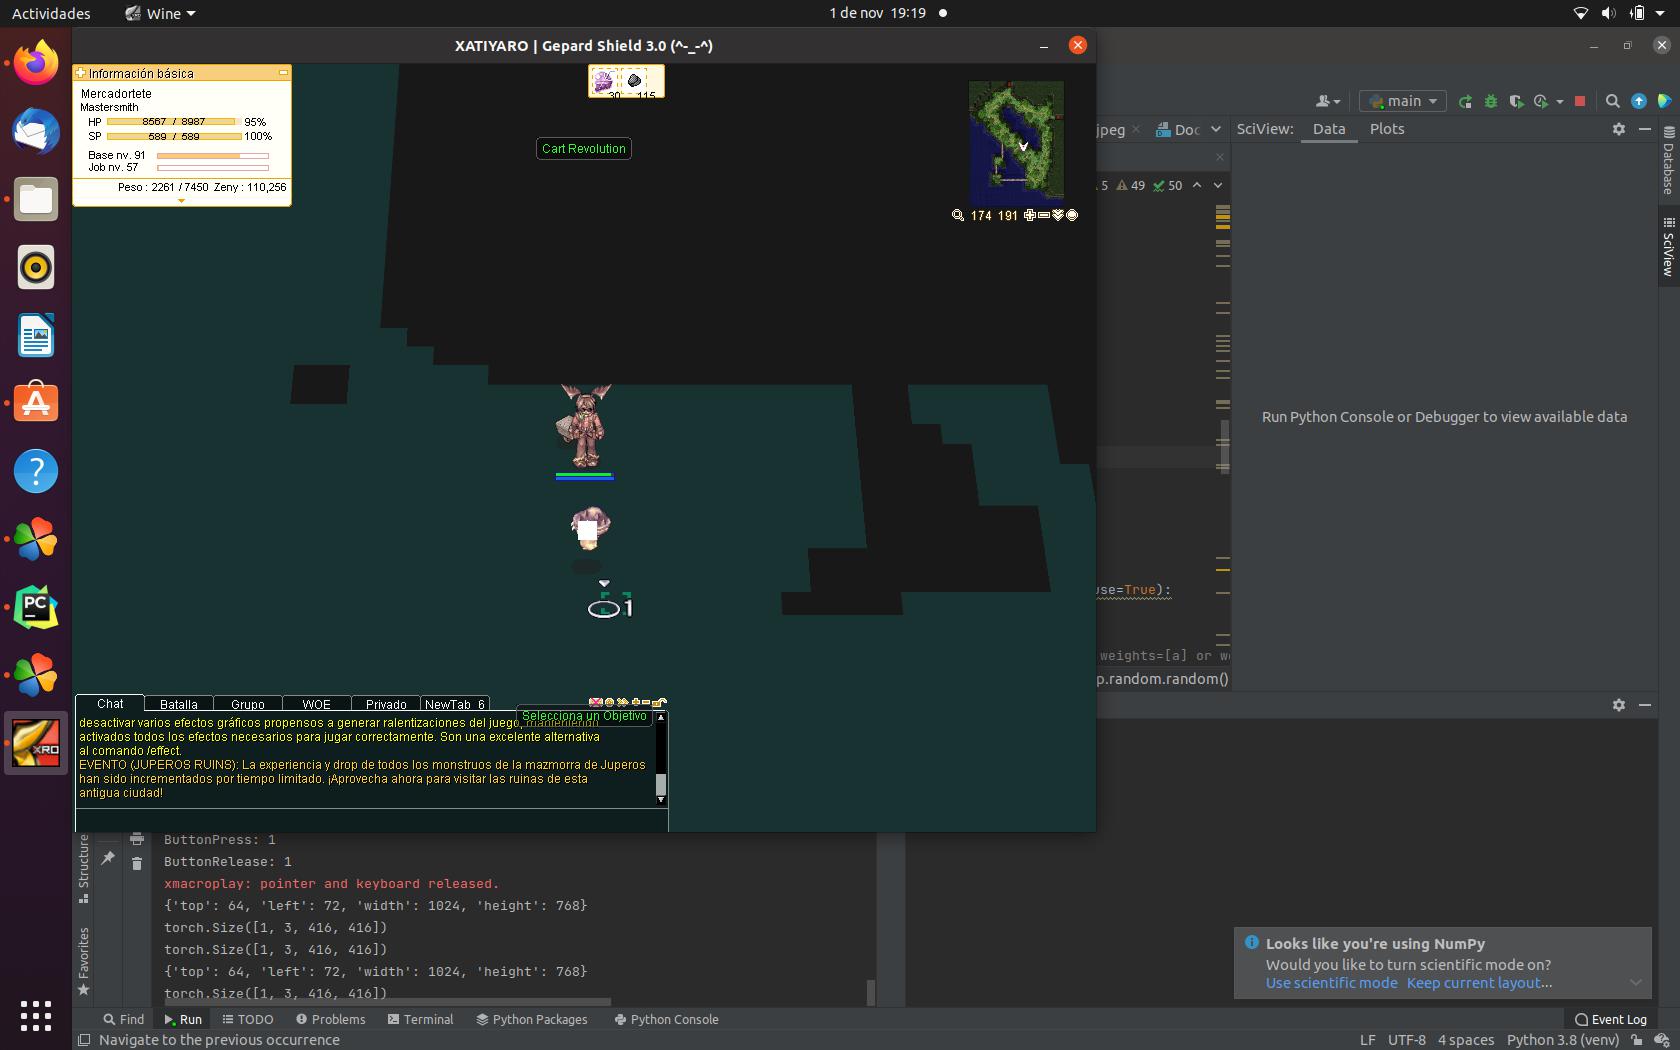 Actividades
Wine
1 de nov 19:19
XATIYARO | Gepard Shield 3.0 (^-_-^)
Información básica
Mercadortete
Mastersmith
HP 8567 / 8987 95%
SP 589 / 589 100%
Base nv. 91
Job nv. 57
Peso : 2261 / 7450 Zeny : 110,256
30 115
Cart Revolution
174 191
main
jpeg
Doc
SciView: Data Plots
5 49 50
Database
SciView
Run Python Console or Debugger to view available data
use=True):
weights=[a] or we
p.random.random()
1
Chat Batalla Grupo WOE Privado NewTab_6
Selecciona un Objetivo
desactivar varios efectos gráficos propensos a generar ralentizaciones del juego, manteniendo
activados todos los efectos necesarios para jugar correctamente. Son una excelente alternativa
al comando /effect.
EVENTO (JUPEROS RUINS): La experiencia y drop de todos los monstruos de la mazmorra de Juperos
han sido incrementados por tiempo limitado. ¡Aprovecha ahora para visitar las ruinas de esta
antigua ciudad!
PC
XRO
Structure
Favorites
ButtonPress: 1
ButtonRelease: 1
xmacroplay: pointer and keyboard released.
{'top': 64, 'left': 72, 'width': 1024, 'height': 768}
torch.Size([1, 3, 416, 416])
torch.Size([1, 3, 416, 416])
{'top': 64, 'left': 72, 'width': 1024, 'height': 768}
torch.Size([1, 3, 416, 416])
Looks like you're using NumPy
Would you like to turn scientific mode on?
Use scientific mode Keep current layout...
Find Run TODO Problems Terminal Python Packages Python Console
Event Log
Navigate to the previous occurrence
LF UTF-8 4 spaces Python 3.8 (venv)